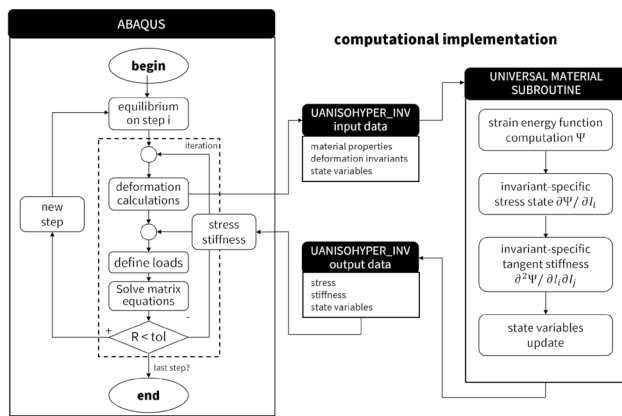 ABAQUS
begin
equilibrium
on step i
iteration
deformation
calculations
new
step
stress
stiffness
define loads
Solve matrix
equations
+
-
R < tol
last step?
end
computational implementation
UANISOHYPER_INV
input data
material properties
deformation invariants
state variables
UANISOHYPER_INV
output data
stress
stiffness
state variables
UNIVERSAL MATERIAL
SUBROUTINE
strain energy function
computation Ψ
invariant-specific
stress state ∂Ψ/ ∂Iᵢ
invariant-specific
tangent stiffness
∂²Ψ/ ∂Iᵢ∂Iⱼ
state variables
update